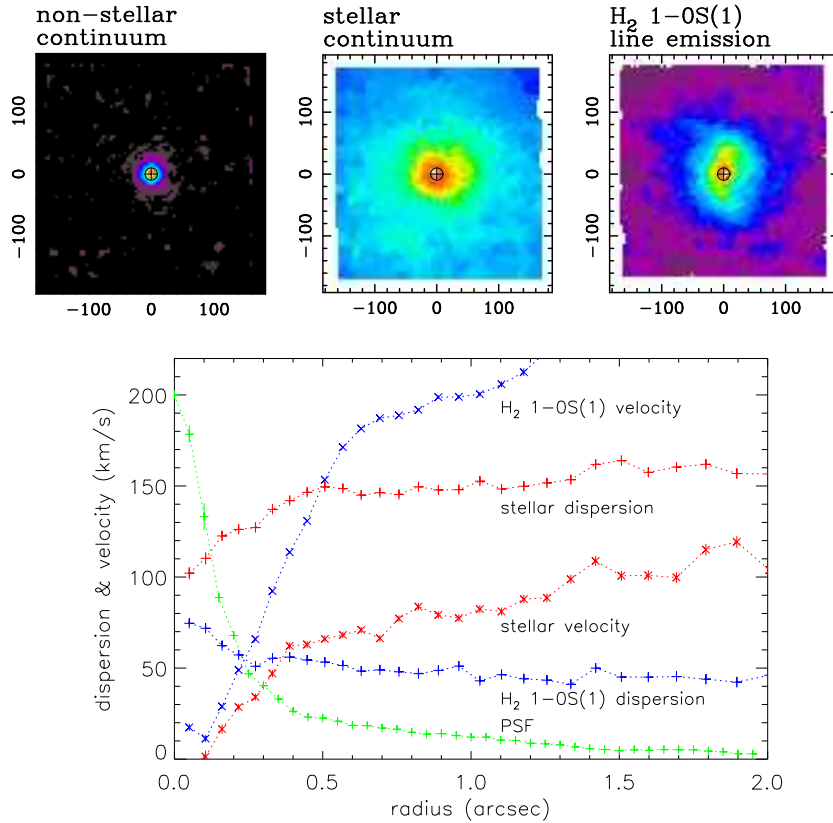 non-stellar
continuum
stellar
continuum
H₂ 1-0S(1)
line emission
100
0
-100
-100 0 100
100
0
-100
-100 0 100
100
0
-100
-100 0 100
dispersion & velocity (km/s)
200
150
100
50
0
H₂ 1-0S(1) velocity
stellar dispersion
stellar velocity
H₂ 1-0S(1) dispersion
PSF
0.0 0.5 1.0 1.5 2.0
radius (arcsec)